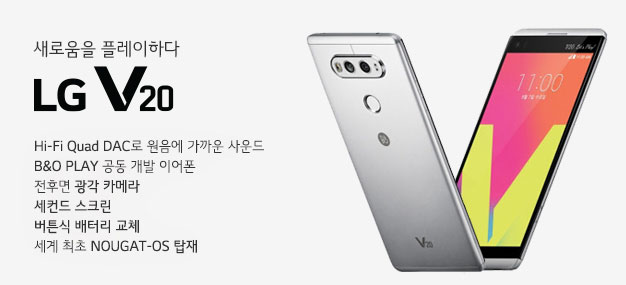 새로움을 플레이하다
LG V20
Hi-Fi Quad DAC로 원음에 가까운 사운드
B&O PLAY 공동 개발 이어폰
전후면 광각 카메라
세컨드 스크린
버튼식 배터리 교체
세계 최초 NOUGAT-OS 탑재
11:00
V20